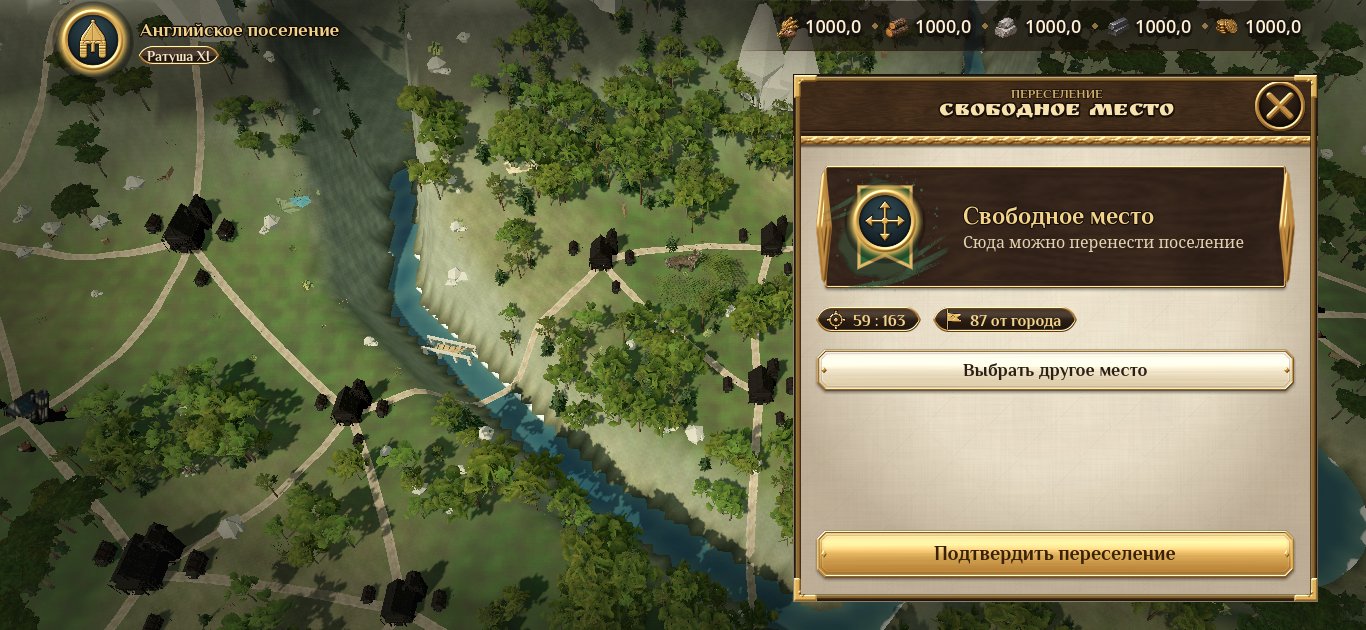 Английское поселение
Ратуша XI
1000,0 1000,0 1000,0 1000,0 1000,0
ПЕРЕСЕЛЕНИЕ
СВОБОДНОЕ МЕСТО
Свободное место
Сюда можно перенести поселение
59 : 163 87 от города
Выбрать другое место
Подтвердить переселение